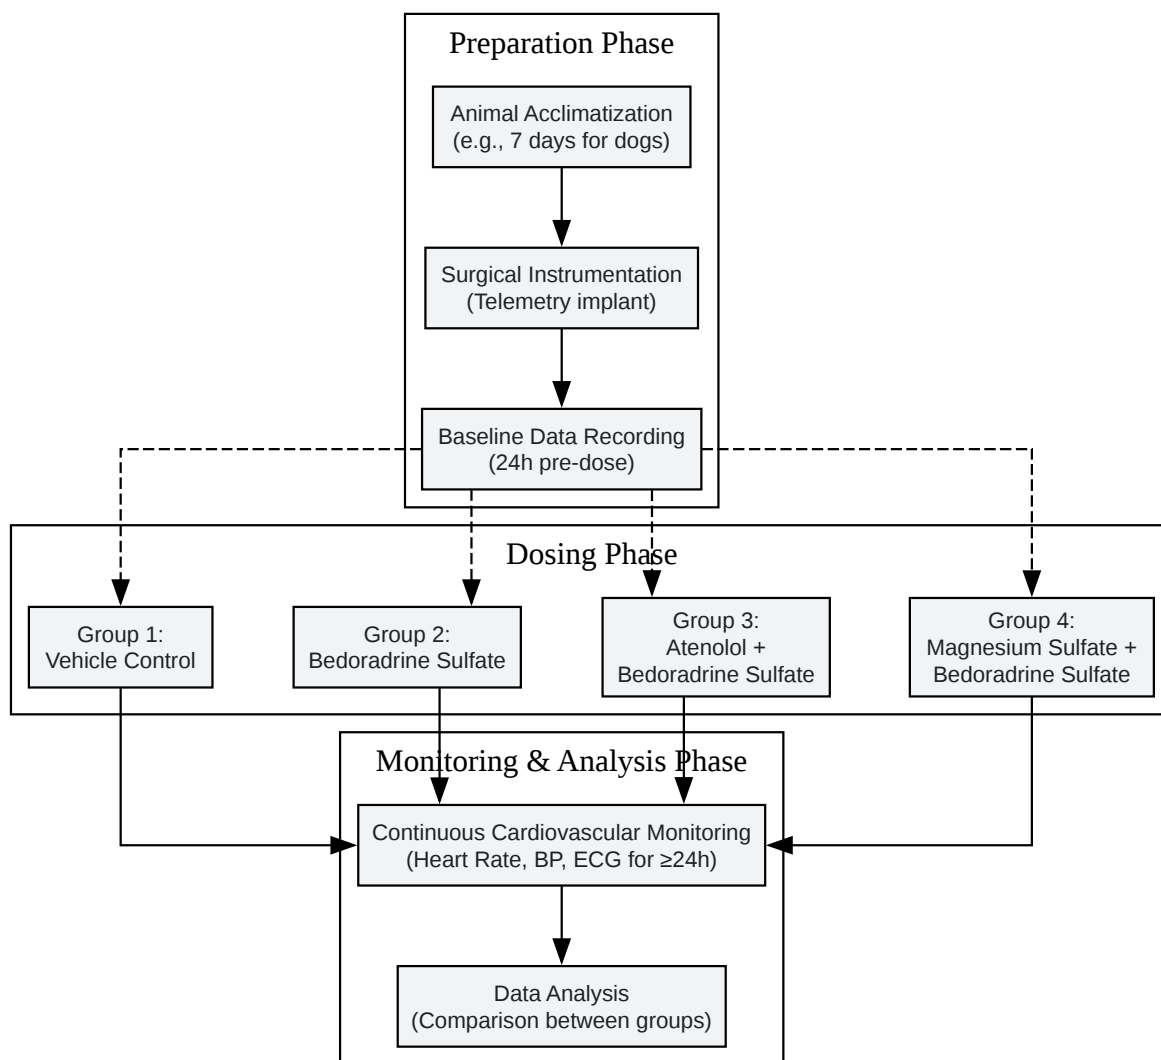 Preparation Phase
Animal Acclimatization
(e.g., 7 days for dogs)
Surgical Instrumentation
(Telemetry implant)
Baseline Data Recording
(24h pre-dose)
Dosing Phase
Group 1:
Vehicle Control
Group 2:
Bedoradrine Sulfate
Group 3:
Atenolol +
Bedoradrine Sulfate
Group 4:
Magnesium Sulfate +
Bedoradrine Sulfate
Monitoring & Analysis Phase
Continuous Cardiovascular Monitoring
(Heart Rate, BP, ECG for ≥24h)
Data Analysis
(Comparison between groups)